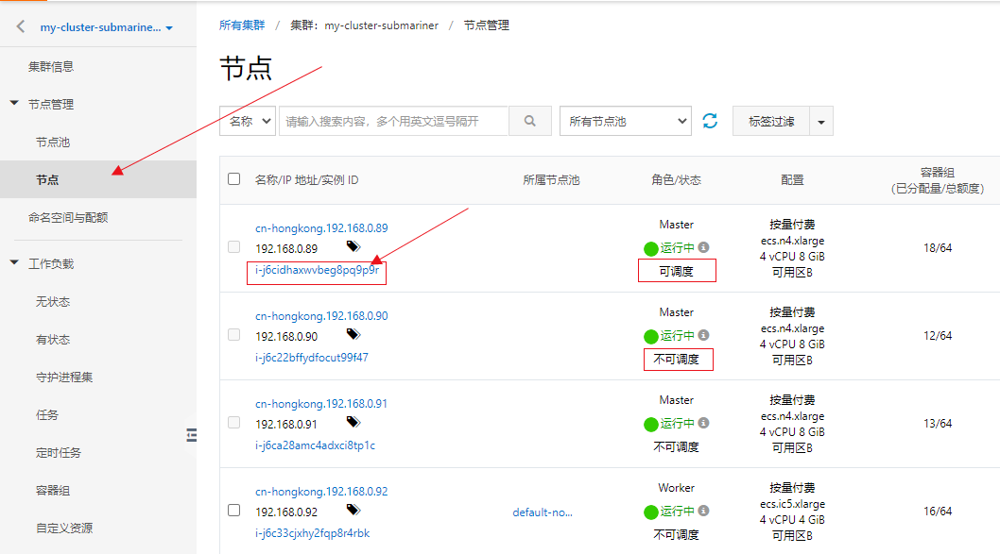 my-cluster-submarine...
所有集群 / 集群：my-cluster-submariner / 节点管理
集群信息
节点管理
节点池
节点
命名空间与配额
工作负载
无状态
有状态
守护进程集
任务
定时任务
容器组
自定义资源
节点
名称 请输入搜索内容，多个用英文逗号隔开 所有节点池 标签过滤
名称/IP 地址/实例 ID 所属节点池 角色/状态 配置 容器组
(已分配量/总额度)
cn-hongkong.192.168.0.89
192.168.0.89
i-j6cidhaxwvbeg8pq9p9r
Master
运行中
可调度
按量付费
ecs.n4.xlarge
4 vCPU 8 GiB
可用区B
18/64
cn-hongkong.192.168.0.90
192.168.0.90
i-j6c22bffydfocut99f47
Master
运行中
不可调度
按量付费
ecs.n4.xlarge
4 vCPU 8 GiB
可用区B
12/64
cn-hongkong.192.168.0.91
192.168.0.91
i-j6ca28amc4adxci8tp1c
Master
运行中
不可调度
按量付费
ecs.n4.xlarge
4 vCPU 8 GiB
可用区B
13/64
cn-hongkong.192.168.0.92
192.168.0.92
i-j6c33cjxhy2fqp8r4rbk
default-no...
Worker
运行中
不可调度
按量付费
ecs.ic5.xlarge
4 vCPU 4 GiB
可用区B
16/64